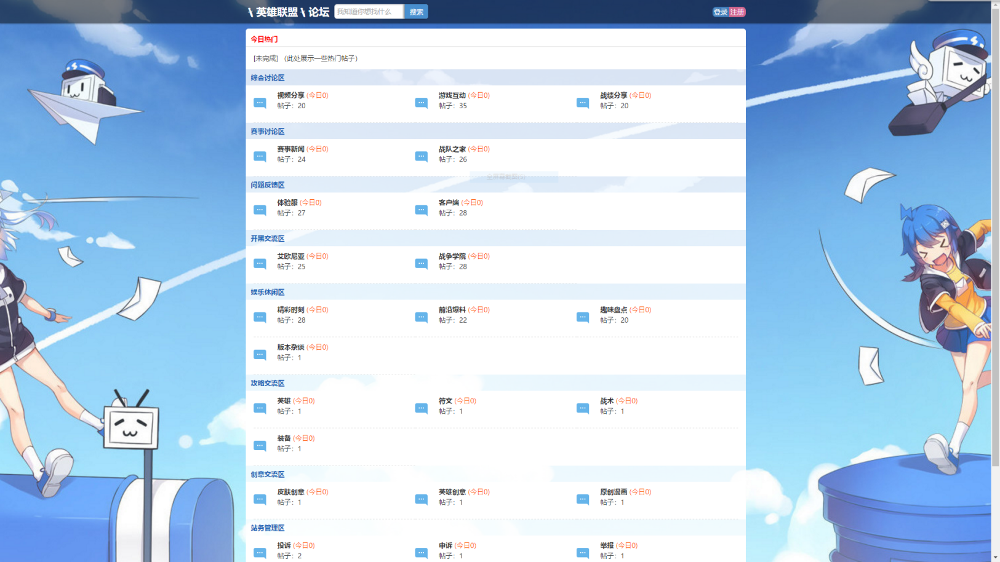 \ 英雄联盟 \ 论坛 我知道你想找什么 搜索 登录 注册
今日热门
[未完成] （此处展示一些热门帖子）
综合讨论区
视频分享 (今日0) 游戏互动 (今日0) 战绩分享 (今日0)
帖子：20 帖子：35 帖子：20
赛事讨论区
赛事新闻 (今日0) 战队之家 (今日0)
帖子：24 帖子：26
全屏幕截图(S)
问题反馈区
体验服 (今日0) 客户端 (今日0)
帖子：27 帖子：28
开黑交流区
艾欧尼亚 (今日0) 战争学院 (今日0)
帖子：25 帖子：28
娱乐休闲区
精彩时刻 (今日0) 前沿爆料 (今日0) 趣味盘点 (今日0)
帖子：28 帖子：22 帖子：20
版本杂谈 (今日0)
帖子：1
攻略交流区
英雄 (今日0) 符文 (今日0) 战术 (今日0)
帖子：1 帖子：1 帖子：1
装备 (今日0)
帖子：1
创意交流区
皮肤创意 (今日0) 英雄创意 (今日0) 原创漫画 (今日0)
帖子：1 帖子：1 帖子：1
站务管理区
投诉 (今日0) 申诉 (今日0) 举报 (今日0)
帖子：2 帖子：1 帖子：1